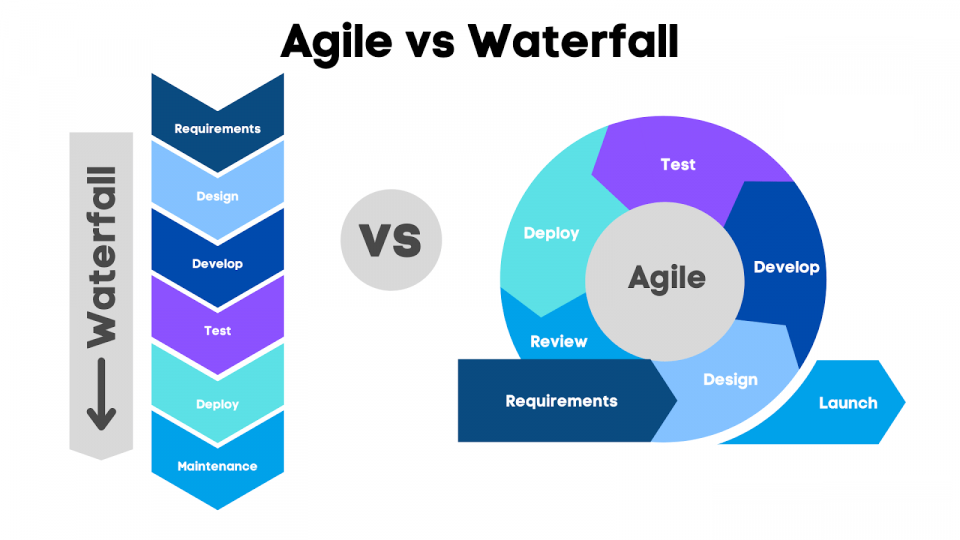 Agile vs Waterfall
Waterfall
Requirements
Design
Develop
Test
Deploy
Maintenance
VS
Agile
Requirements
Design
Develop
Test
Deploy
Review
Launch